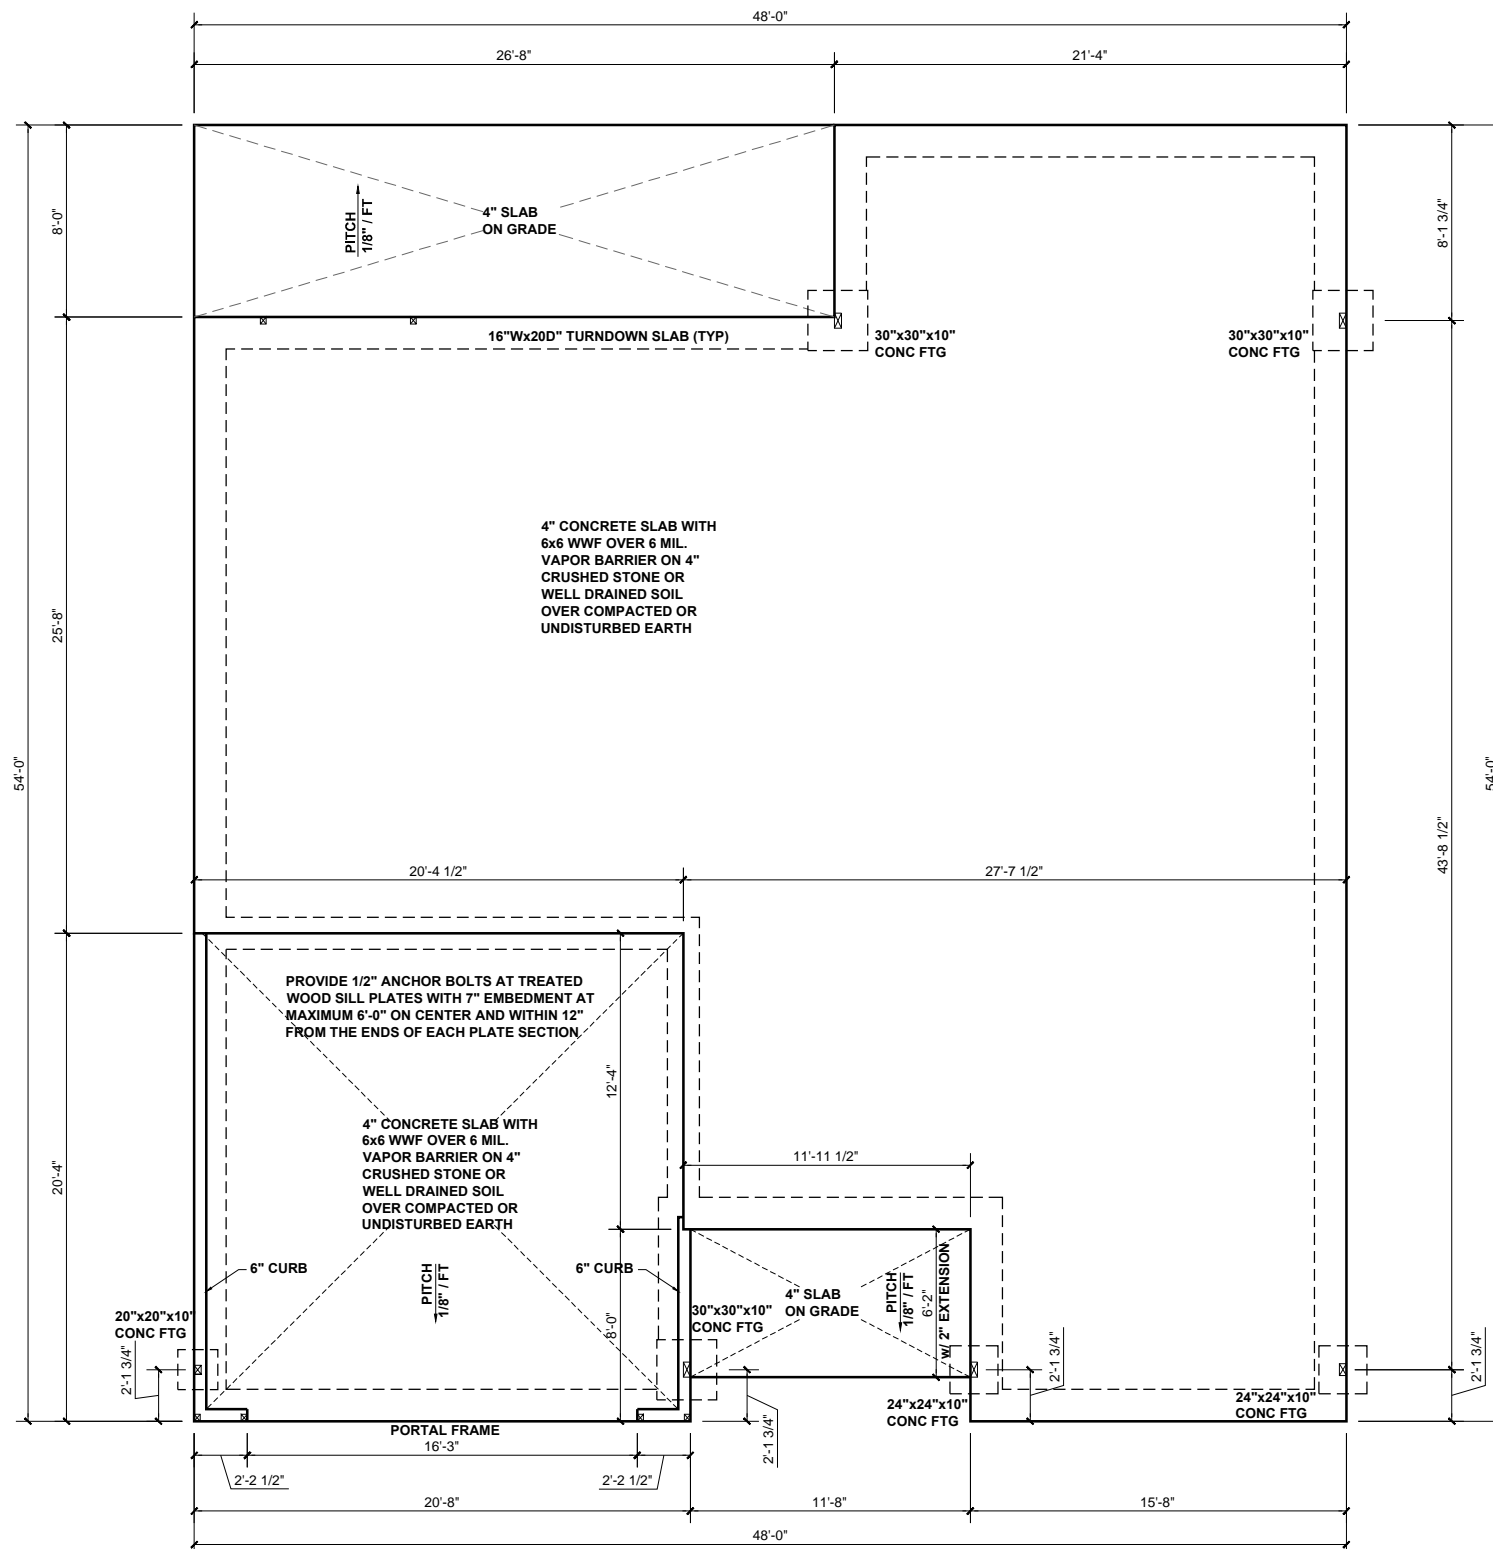 48'-0"
26'-8"
21'-4"
8'-0"
PITCH
1/8" / FT
4" SLAB
ON GRADE
8'-1 3/4"
16"Wx20D" TURNDOWN SLAB (TYP)
30"x30"x10"
CONC FTG
30"x30"x10"
CONC FTG
4" CONCRETE SLAB WITH
6x6 WWF OVER 6 MIL.
VAPOR BARRIER ON 4"
CRUSHED STONE OR
WELL DRAINED SOIL
OVER COMPACTED OR
UNDISTURBED EARTH
25'-8"
54'-0"
54'-0"
43'-8 1/2"
20'-4 1/2"
27'-7 1/2"
PROVIDE 1/2" ANCHOR BOLTS AT TREATED
WOOD SILL PLATES WITH 7" EMBEDMENT AT
MAXIMUM 6'-0" ON CENTER AND WITHIN 12"
FROM THE ENDS OF EACH PLATE SECTION
12'-4"
4" CONCRETE SLAB WITH
6x6 WWF OVER 6 MIL.
VAPOR BARRIER ON 4"
CRUSHED STONE OR
WELL DRAINED SOIL
OVER COMPACTED OR
UNDISTURBED EARTH
20'-4"
11'-11 1/2"
6" CURB
PITCH
1/8" / FT
6" CURB
8'-0"
4" SLAB
ON GRADE
PITCH
1/8" / FT
6'-2"
w/ 2" EXTENSION
20"x20"x10"
CONC FTG
30"x30"x10"
CONC FTG
2'-1 3/4"
2'-1 3/4"
2'-1 3/4"
2'-1 3/4"
24"x24"x10"
CONC FTG
24"x24"x10"
CONC FTG
PORTAL FRAME
16'-3"
2'-2 1/2"
2'-2 1/2"
20'-8"
11'-8"
15'-8"
48'-0"